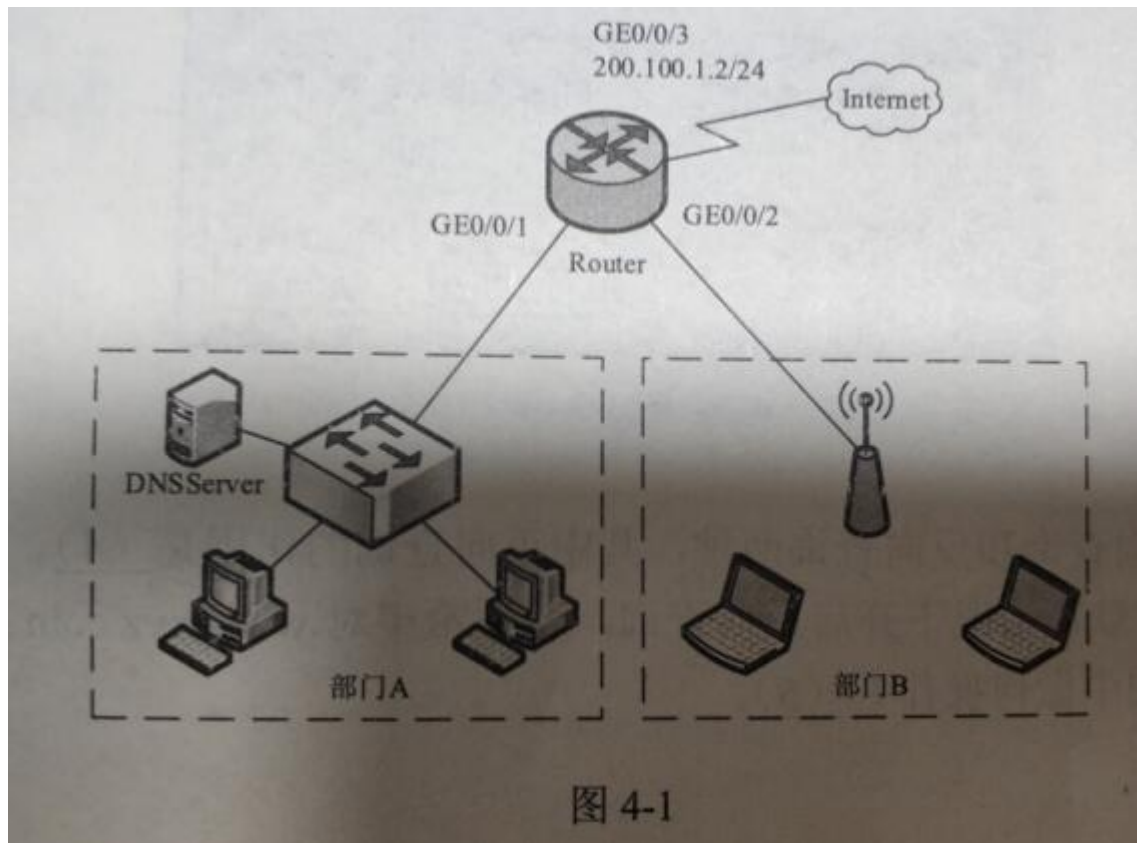 GE0/0/3
200.100.1.2/24
Internet
GE0/0/1
GE0/0/2
Router
DNSServer
部门A
部门B
图 4-1